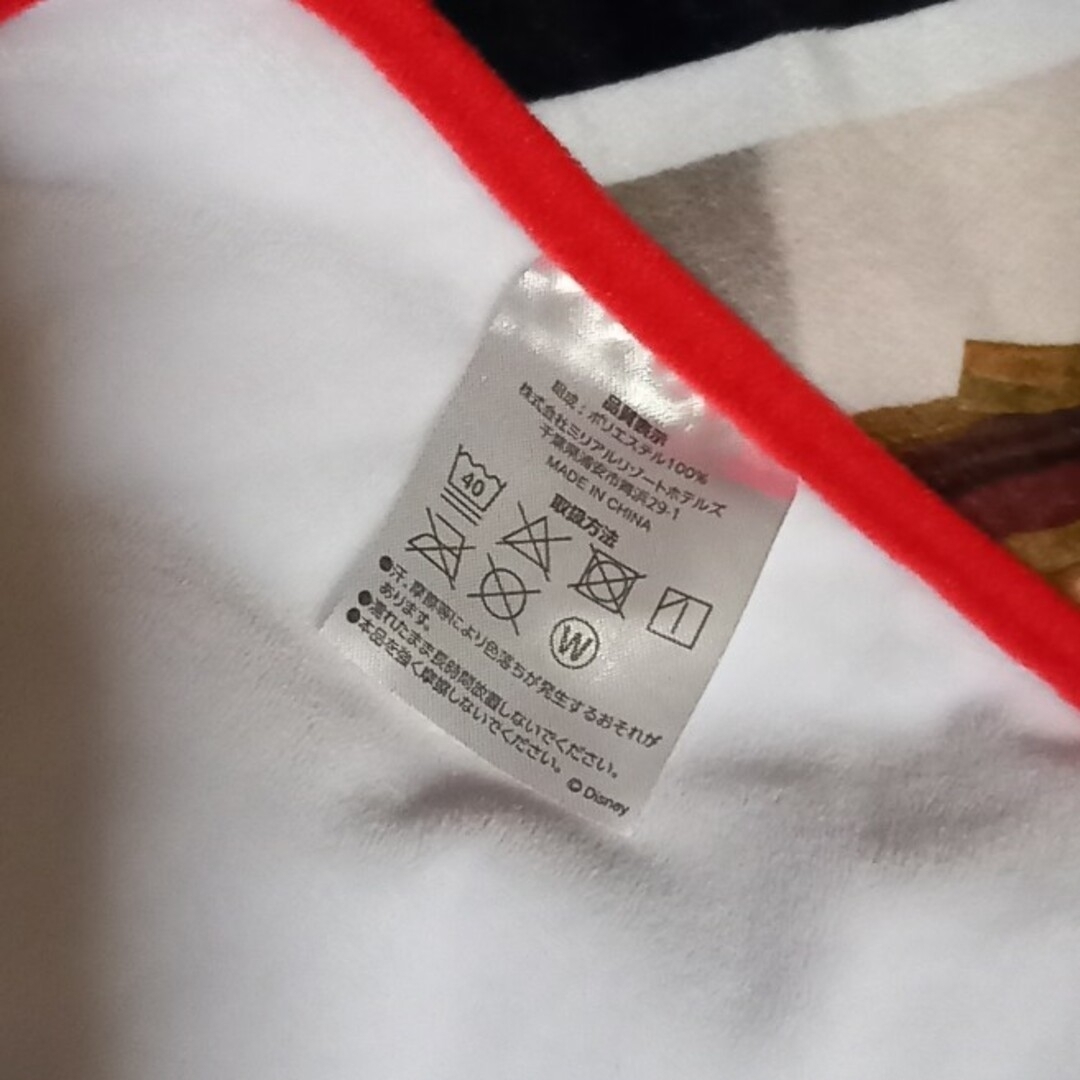 品質表示
組成：ポリエステル100%
株式会社ミリアルリゾートホテルズ
千葉県浦安市舞浜29-1
MADE IN CHINA
取扱方法
40
W
●汗、摩擦等により色落ちが発生するおそれが
あります。
●濡れたまま長時間放置しないでください。
●本品を強く摩擦しないでください。
© Disney